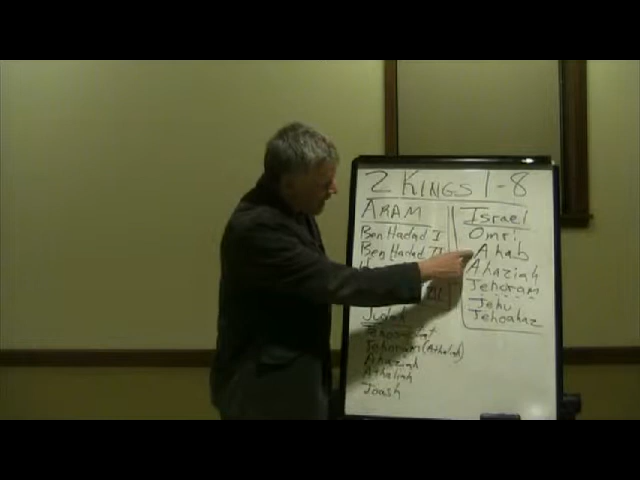 2 KINGS 1-8
ARAM
Ben Hadad I
Ben Hadad II
Israel
Omri
Ahab
Ahaziah
Jehoram
Jehu
Jehoahaz
Judah
Jehoram (Athaliah)
Ahaziah
Athaliah
Joash